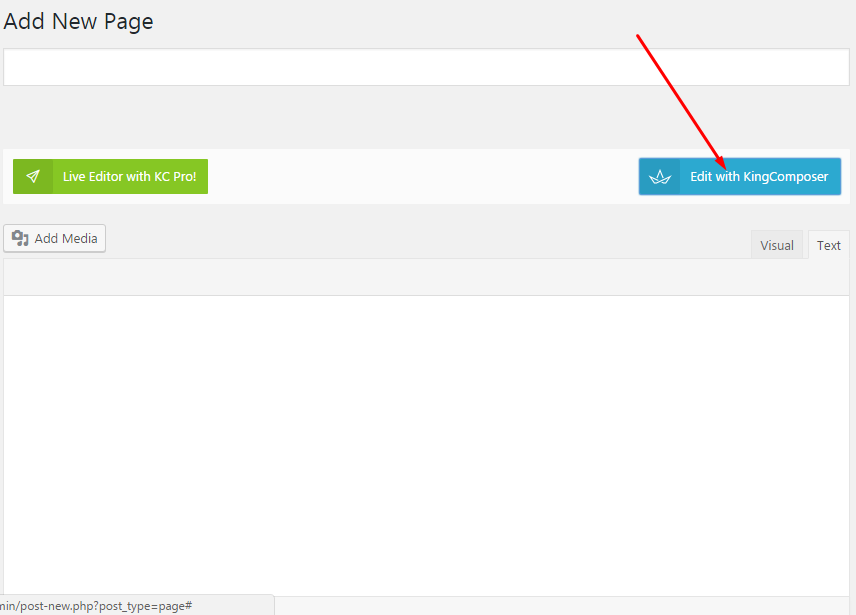 Add New Page
Live Editor with KC Pro!
Edit with KingComposer
Add Media
Visual
Text
min/post-new.php?post_type=page#